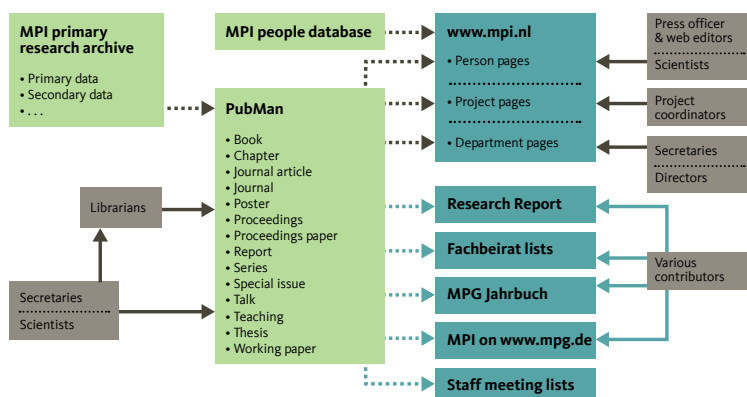 MPI primary
research archive
• Primary data
• Secondary data
• . . .
MPI people database
PubMan
• Book
• Chapter
• Journal article
• Journal
• Poster
• Proceedings
• Proceedings paper
• Report
• Series
• Special issue
• Talk
• Teaching
• Thesis
• Working paper
Librarians
Secretaries
Scientists
www.mpi.nl
• Person pages
• Project pages
• Department pages
Research Report
Fachbeirat lists
MPG Jahrbuch
MPI on www.mpg.de
Staff meeting lists
Press officer
& web editors
Scientists
Project
coordinators
Secretaries
Directors
Various
contributors